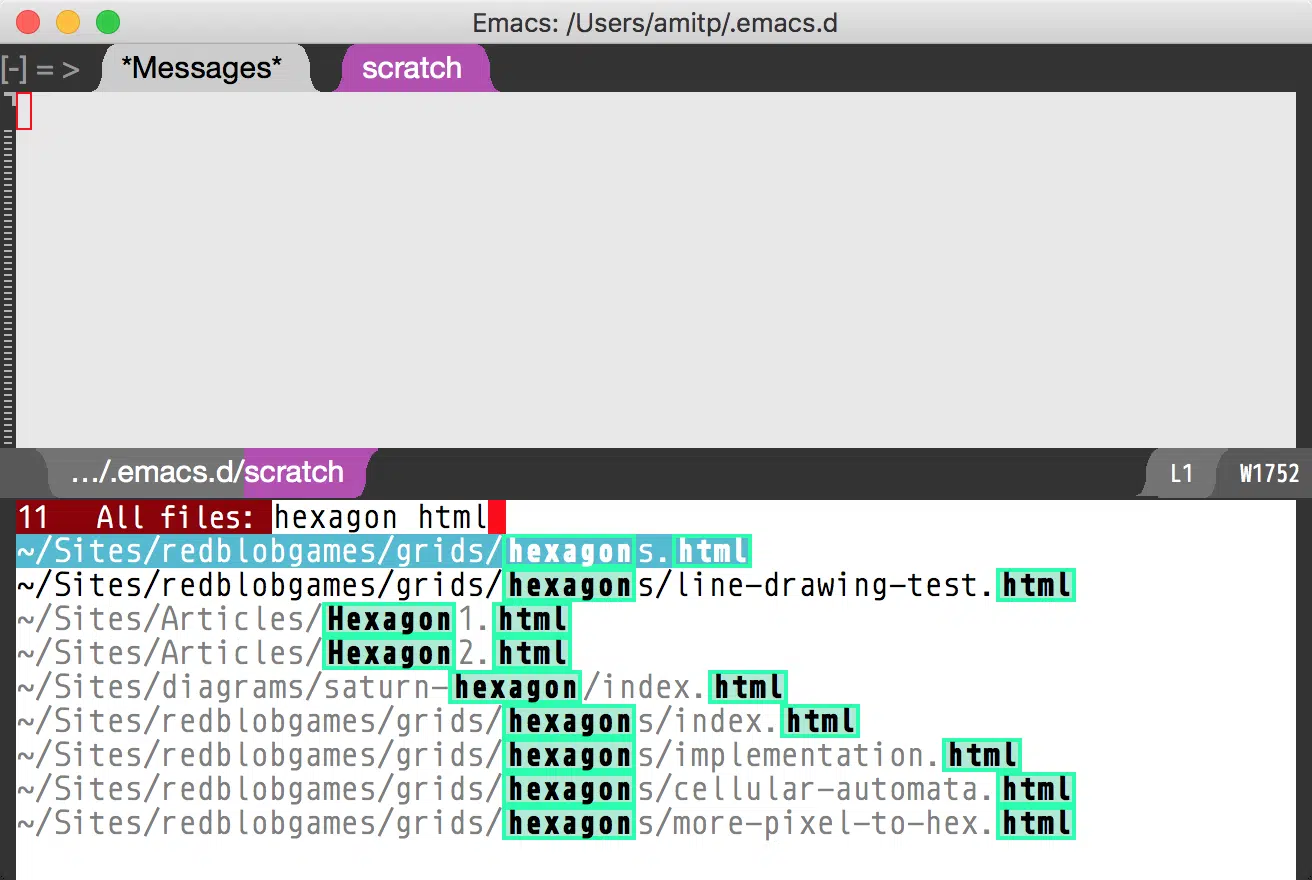 Emacs: /Users/amitp/.emacs.d
[-] = > *Messages* scratch
.../.emacs.d/scratch L1 W1752
11 All files: hexagon html
~/Sites/redblobgames/grids/hexagons.html
~/Sites/redblobgames/grids/hexagons/line-drawing-test.html
~/Sites/Articles/Hexagon1.html
~/Sites/Articles/Hexagon2.html
~/Sites/diagrams/saturn-hexagon/index.html
~/Sites/redblobgames/grids/hexagons/index.html
~/Sites/redblobgames/grids/hexagons/implementation.html
~/Sites/redblobgames/grids/hexagons/cellular-automata.html
~/Sites/redblobgames/grids/hexagons/more-pixel-to-hex.html